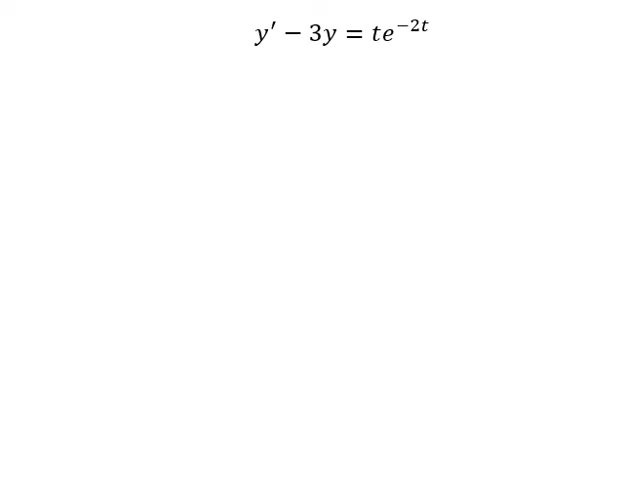 y′ − 3y = te⁻²ᵗ